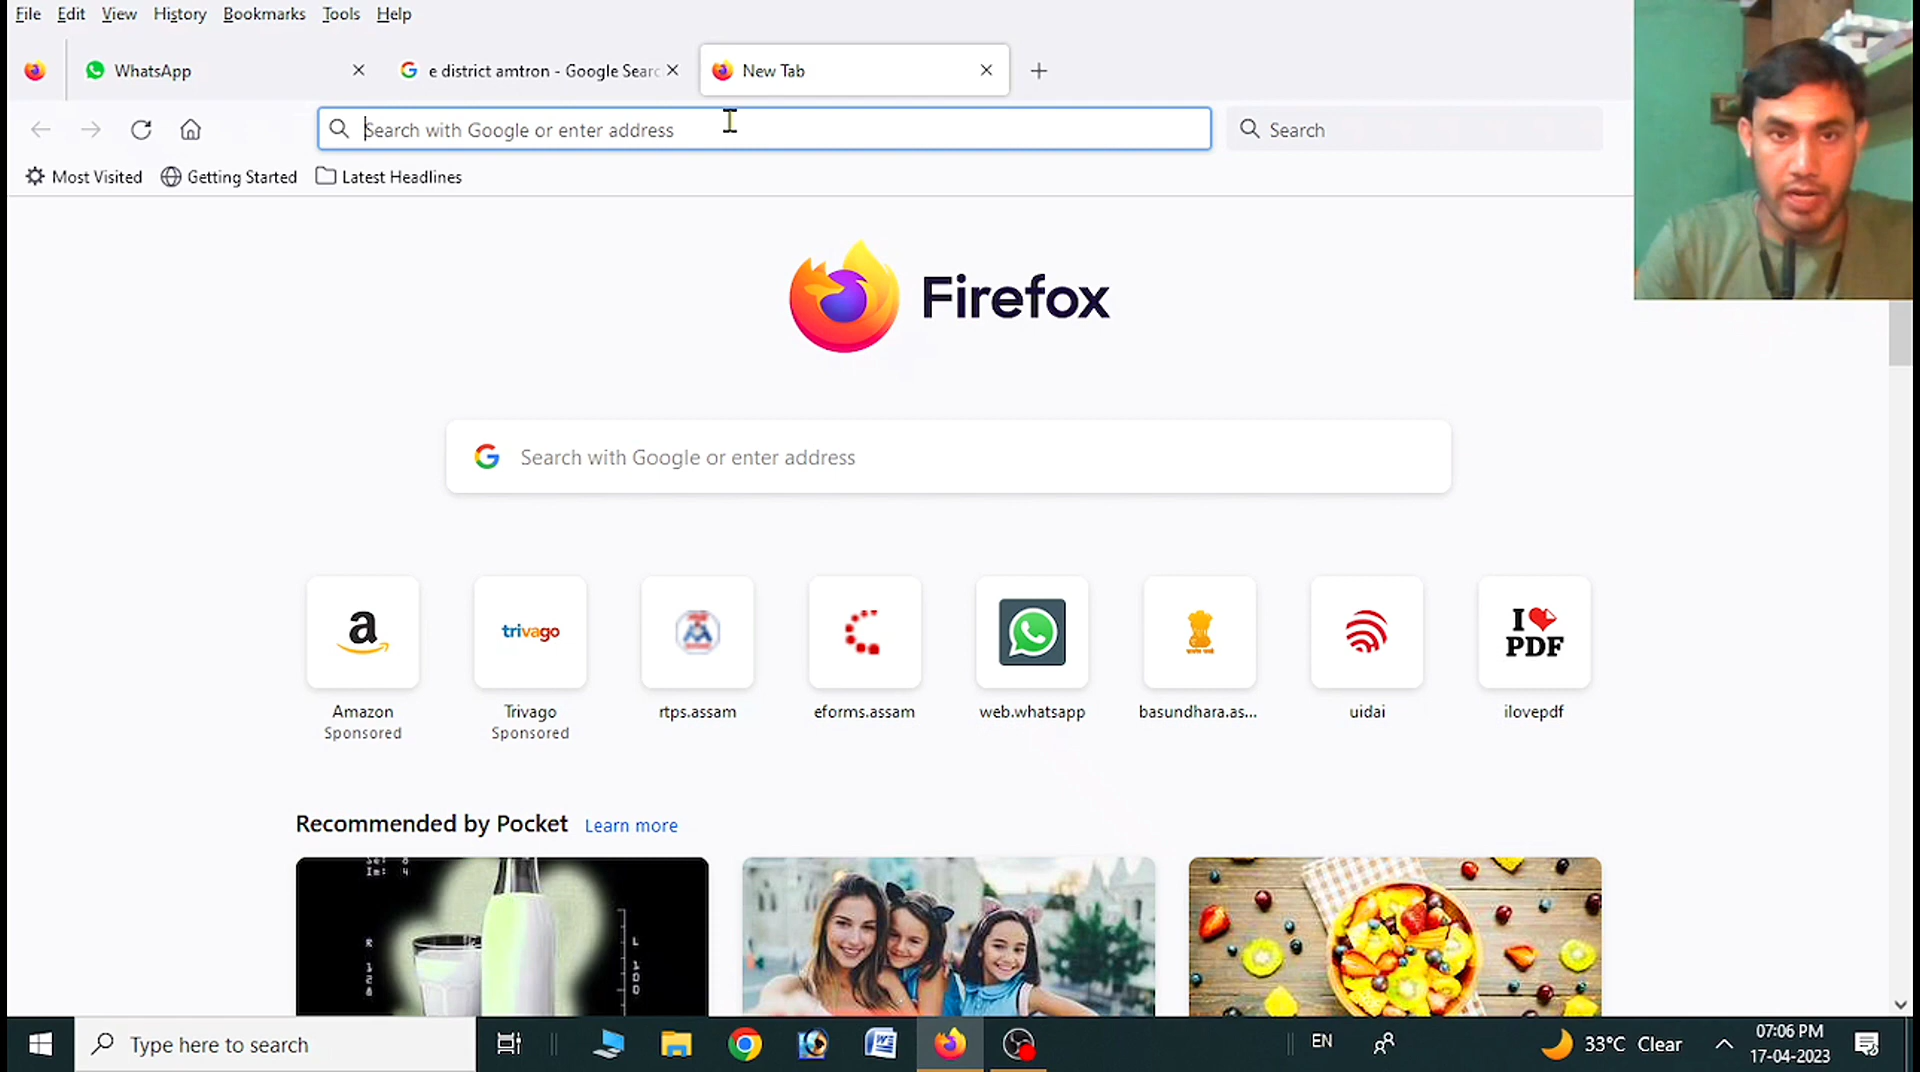 File Edit View History Bookmarks Tools Help
WhatsApp
e district amtron - Google Searc
New Tab
Search with Google or enter address
Search
Most Visited
Getting Started
Latest Headlines
Firefox
Search with Google or enter address
a
trivago
I
PDF
Amazon
Sponsored
Trivago
Sponsored
rtps.assam
eforms.assam
web.whatsapp
basundhara.as...
uidai
ilovepdf
Recommended by Pocket Learn more
Type here to search
EN
33°C Clear
07:06 PM
17-04-2023